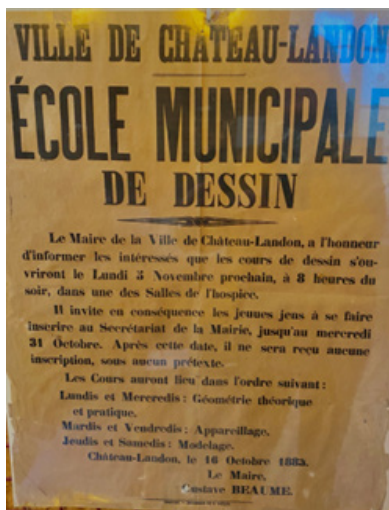 VILLE DE CHÂTEAU-LANDON
ÉCOLE MUNICIPALE
DE DESSIN
Le Maire de la Ville de Château-Landon, a l'honneur
d'informer les intéressés que les cours de dessin s'ou-
vriront le Lundi 5 Novembre prochain, à 8 heures du
soir, dans une des Salles de l'hospice.
Il invite en conséquence les jeunes jens à se faire
inscrire au Secrétariat de la Mairie, jusqu'au mercredi
31 Octobre. Après cette date, il ne sera reçu aucune
inscription, sous aucun prétexte.
Les Cours auront lieu dans l'ordre suivant :
Lundis et Mercredis : Géométrie théorique
et pratique.
Mardis et Vendredis : Appareillage.
Jeudis et Samedis : Modelage.
Château-Landon, le 16 Octobre 1883.
Le Maire,
Gustave BEAUME.